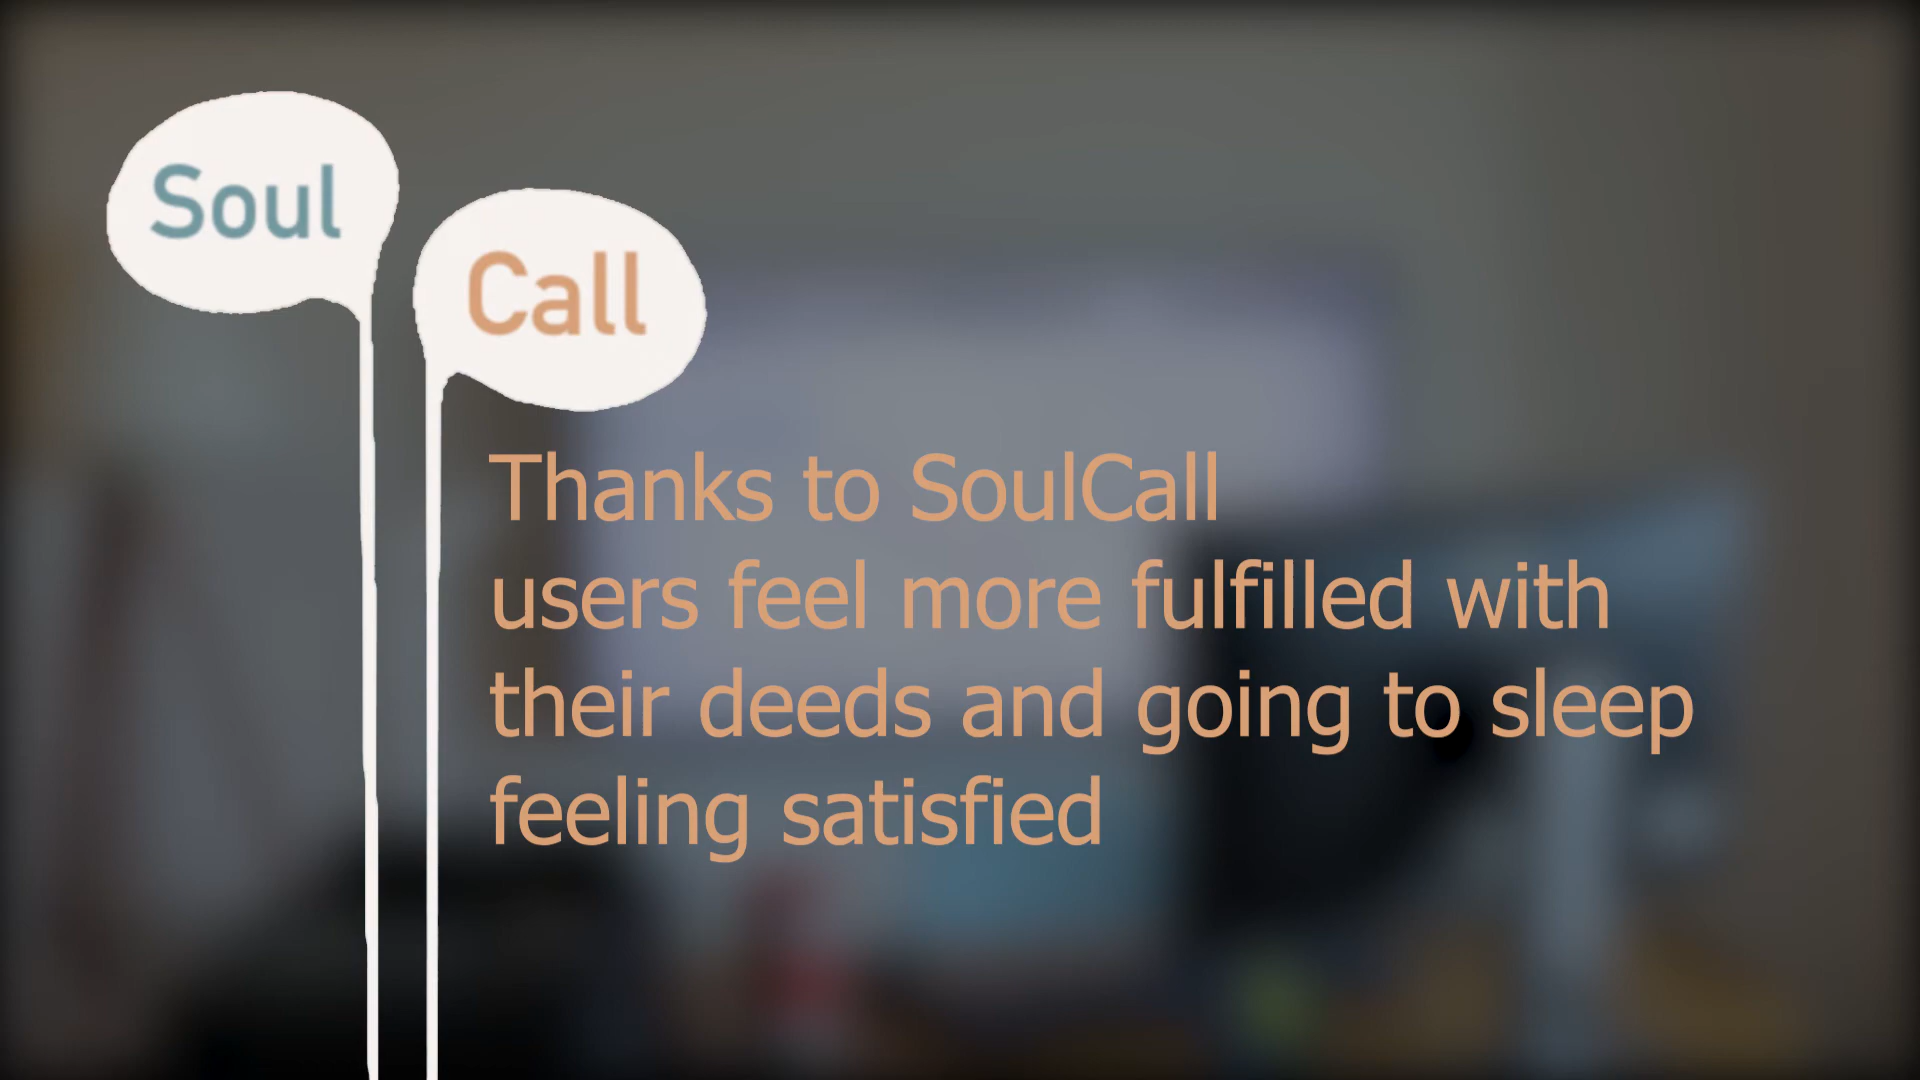 Soul
Call
Thanks to SoulCall
users feel more fulfilled with
their deeds and going to sleep
feeling satisfied